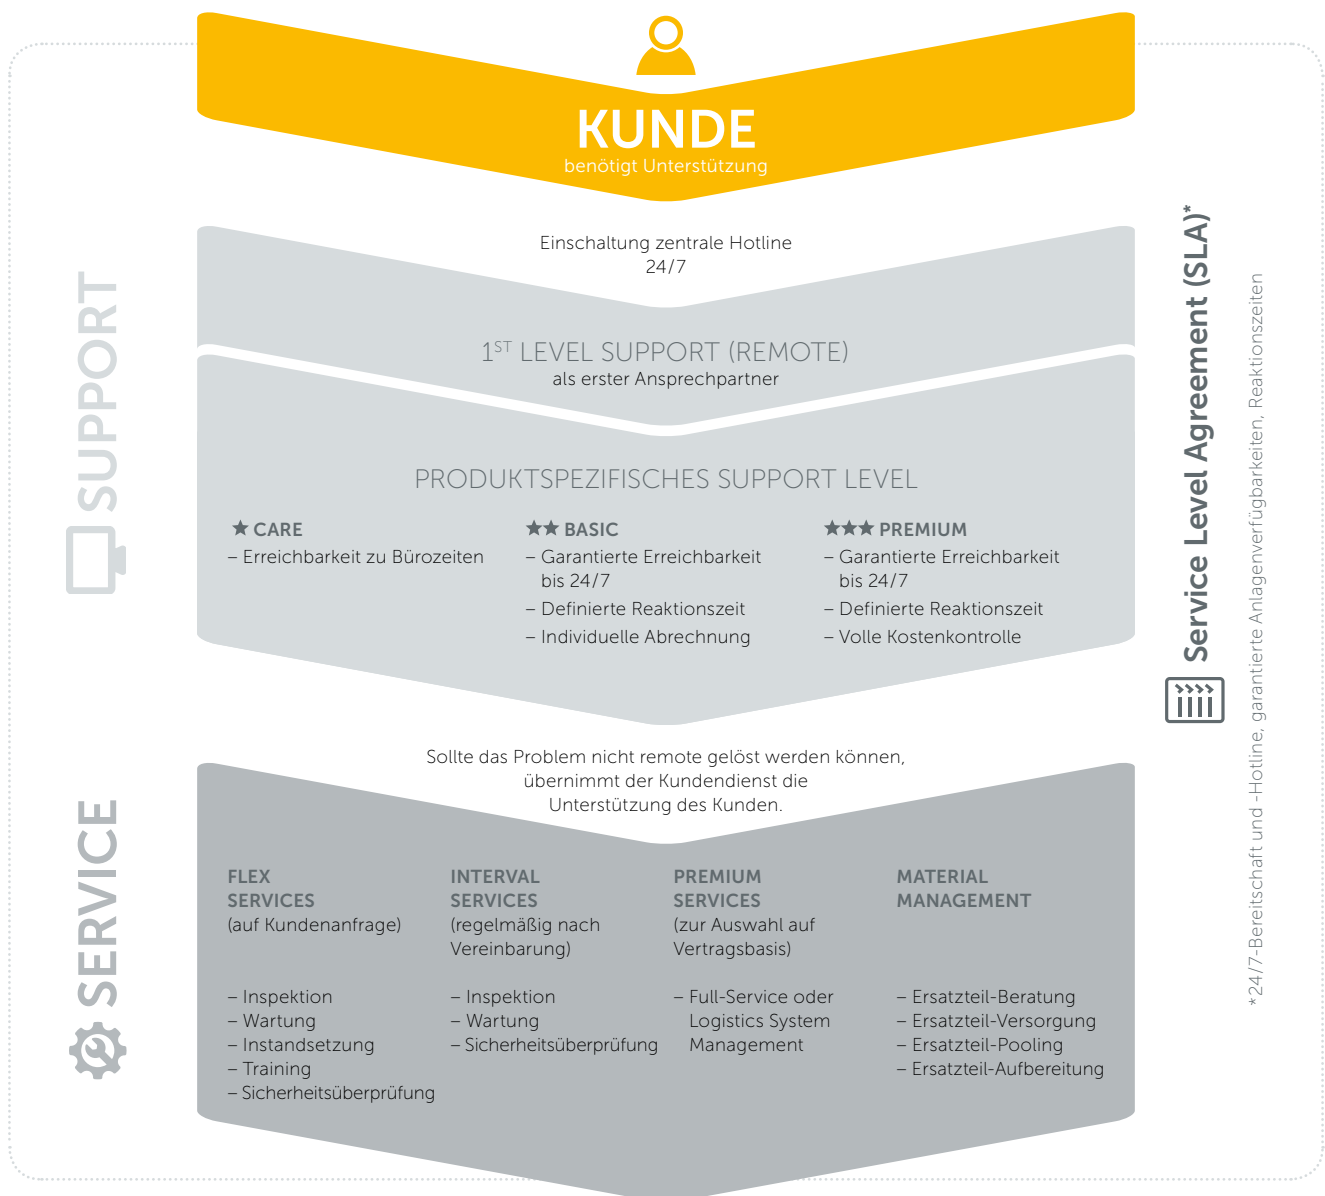 KUNDE
benötigt Unterstützung
Einschaltung zentrale Hotline
24/7
1ST LEVEL SUPPORT (REMOTE)
als erster Ansprechpartner
PRODUKTSPEZIFISCHES SUPPORT LEVEL
★ CARE
– Erreichbarkeit zu Bürozeiten
★★ BASIC
– Garantierte Erreichbarkeit
bis 24/7
– Definierte Reaktionszeit
– Individuelle Abrechnung
★★★ PREMIUM
– Garantierte Erreichbarkeit
bis 24/7
– Definierte Reaktionszeit
– Volle Kostenkontrolle
SUPPORT
Sollte das Problem nicht remote gelöst werden können,
übernimmt der Kundendienst die
Unterstützung des Kunden.
FLEX
SERVICES
(auf Kundenanfrage)
– Inspektion
– Wartung
– Instandsetzung
– Training
– Sicherheitsüberprüfung
INTERVAL
SERVICES
(regelmäßig nach
Vereinbarung)
– Inspektion
– Wartung
– Sicherheitsüberprüfung
PREMIUM
SERVICES
(zur Auswahl auf
Vertragsbasis)
– Full-Service oder
Logistics System
Management
MATERIAL
MANAGEMENT
– Ersatzteil-Beratung
– Ersatzteil-Versorgung
– Ersatzteil-Pooling
– Ersatzteil-Aufbereitung
SERVICE
Service Level Agreement (SLA)*
*24/7-Bereitschaft und -Hotline, garantierte Anlagenverfügbarkeiten, Reaktionszeiten